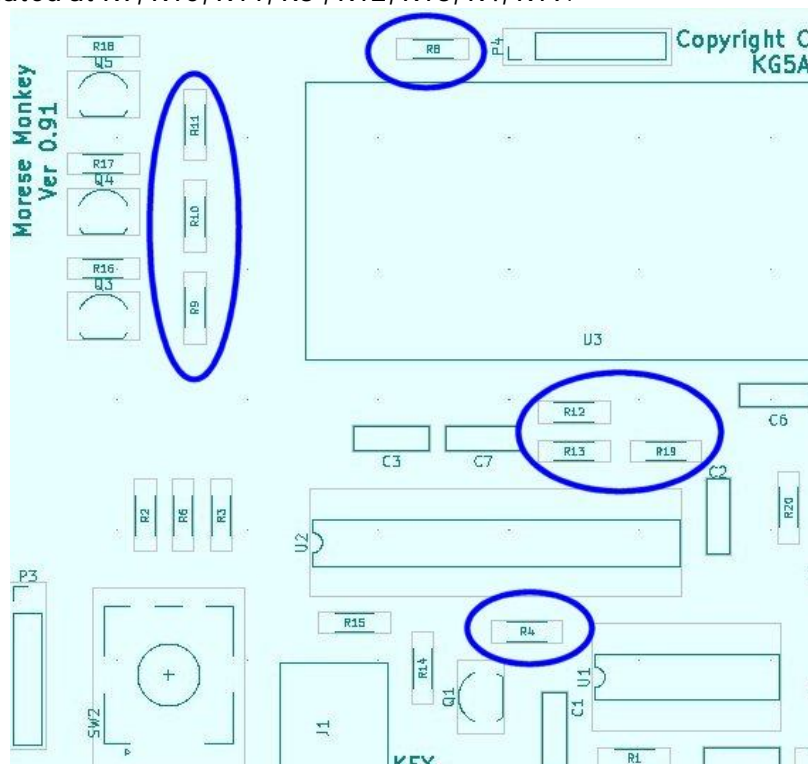 R18
Q5
R8
P4
Copyright C
KG5A
Morese Monkey
Ver 0.91
R11
R17
Q4
R10
R16
Q3
R9
U3
R12
C6
C3
C7
R13
R19
C2
R2
R6
R3
R20
U2
P3
R15
R4
R14
U1
Q1
SW2
J1
C1
P
KEY
R1